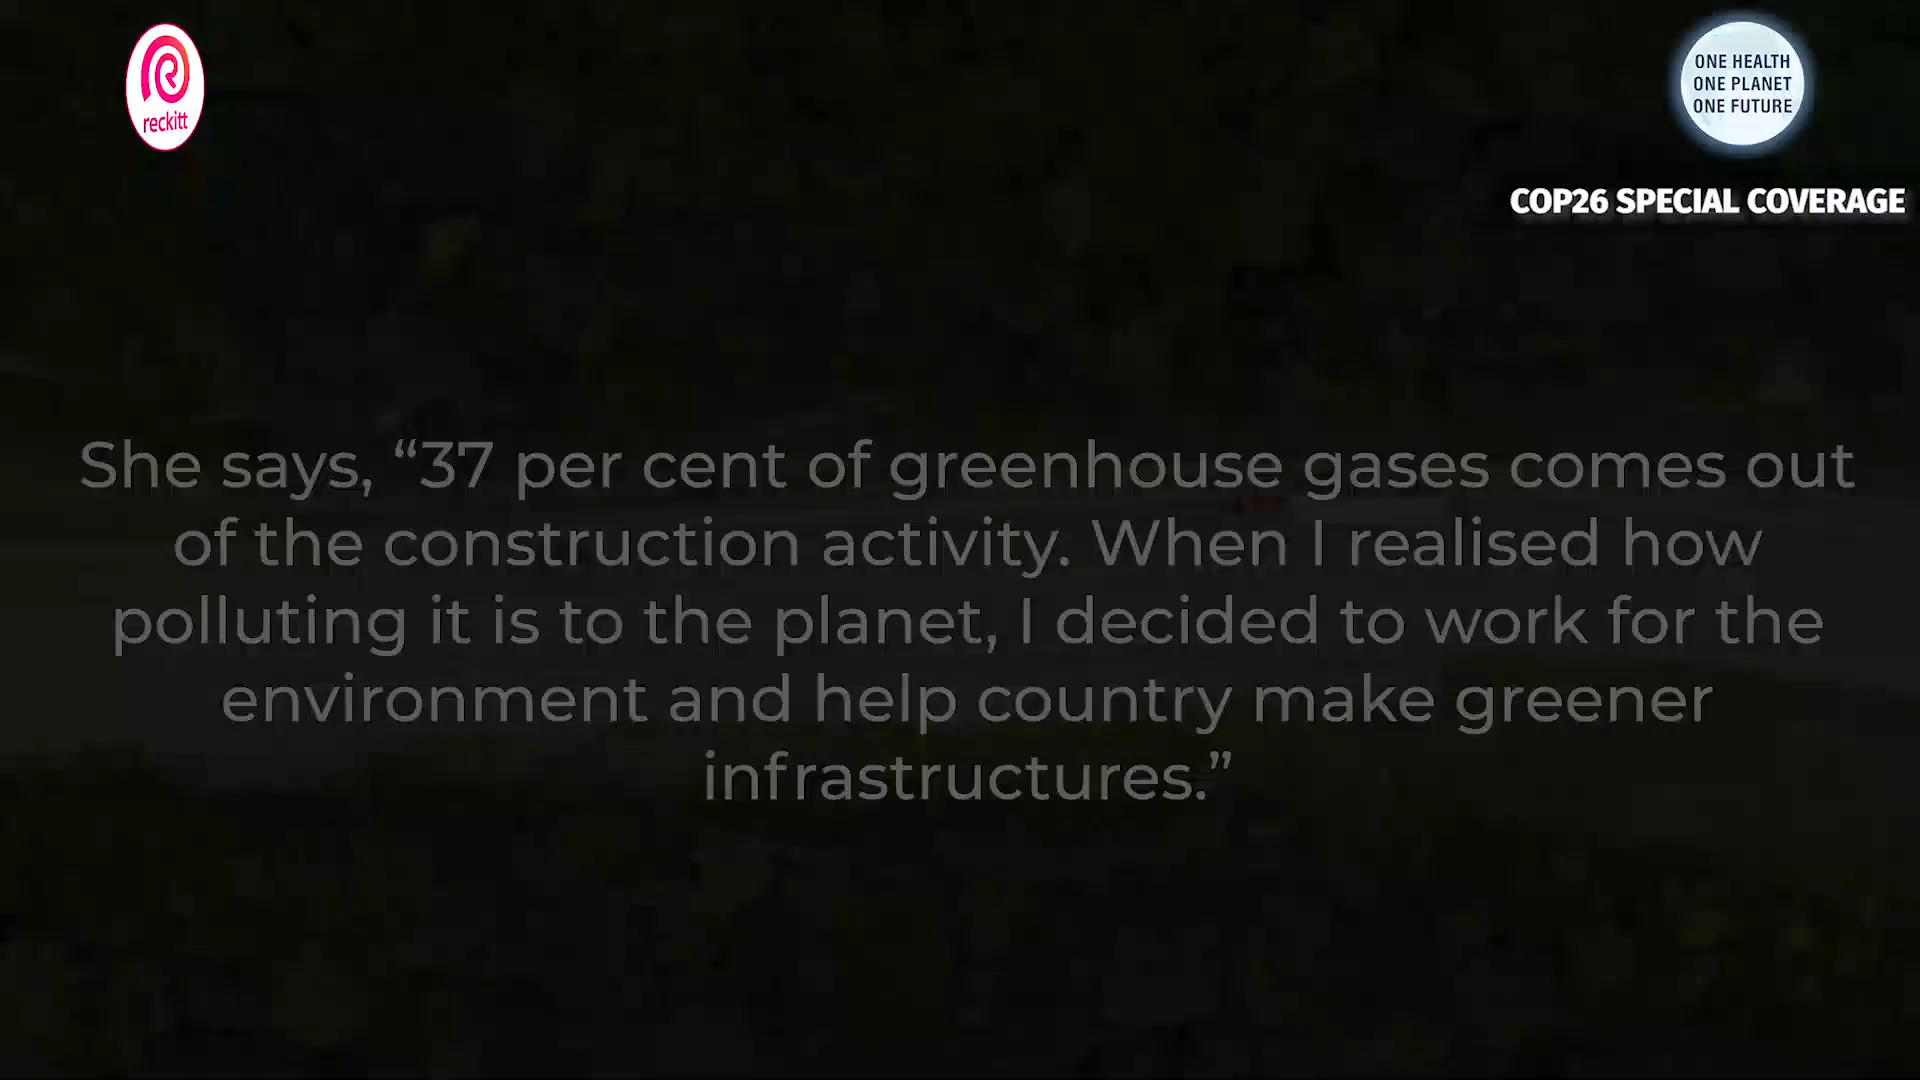 reckitt
ONE HEALTH
ONE PLANET
ONE FUTURE
COP26 SPECIAL COVERAGE
She says, “37 per cent of greenhouse gases comes out
of the construction activity. When I realised how
polluting it is to the planet, I decided to work for the
environment and help country make greener
infrastructures.”